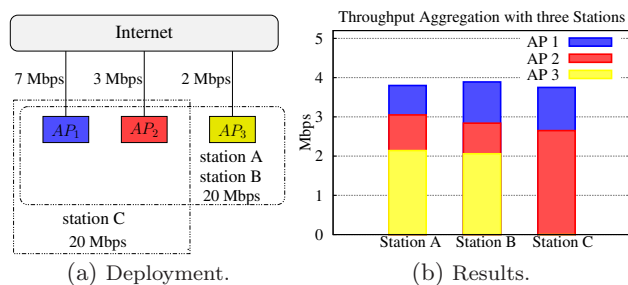 Internet
7 Mbps 3 Mbps 2 Mbps
AP1 AP2 AP3
station A
station B
20 Mbps
station C
20 Mbps
(a) Deployment.
Throughput Aggregation with three Stations
AP 1
AP 2
AP 3
5
4
3
2
1
0
Mbps
Station A Station B Station C
(b) Results.